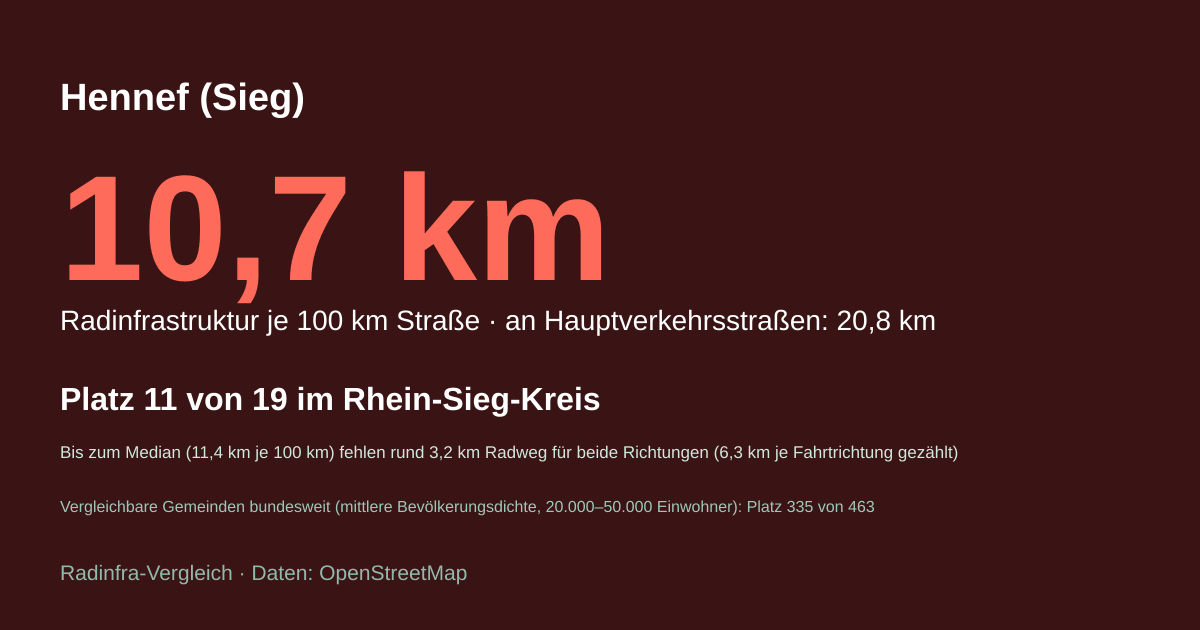 Hennef (Sieg)
10,7 km
Radinfrastruktur je 100 km Straße · an Hauptverkehrsstraßen: 20,8 km
Platz 11 von 19 im Rhein-Sieg-Kreis
Bis zum Median (11,4 km je 100 km) fehlen rund 3,2 km Radweg für beide Richtungen (6,3 km je Fahrtrichtung gezählt)
Vergleichbare Gemeinden bundesweit (mittlere Bevölkerungsdichte, 20.000–50.000 Einwohner): Platz 335 von 463
Radinfra-Vergleich · Daten: OpenStreetMap